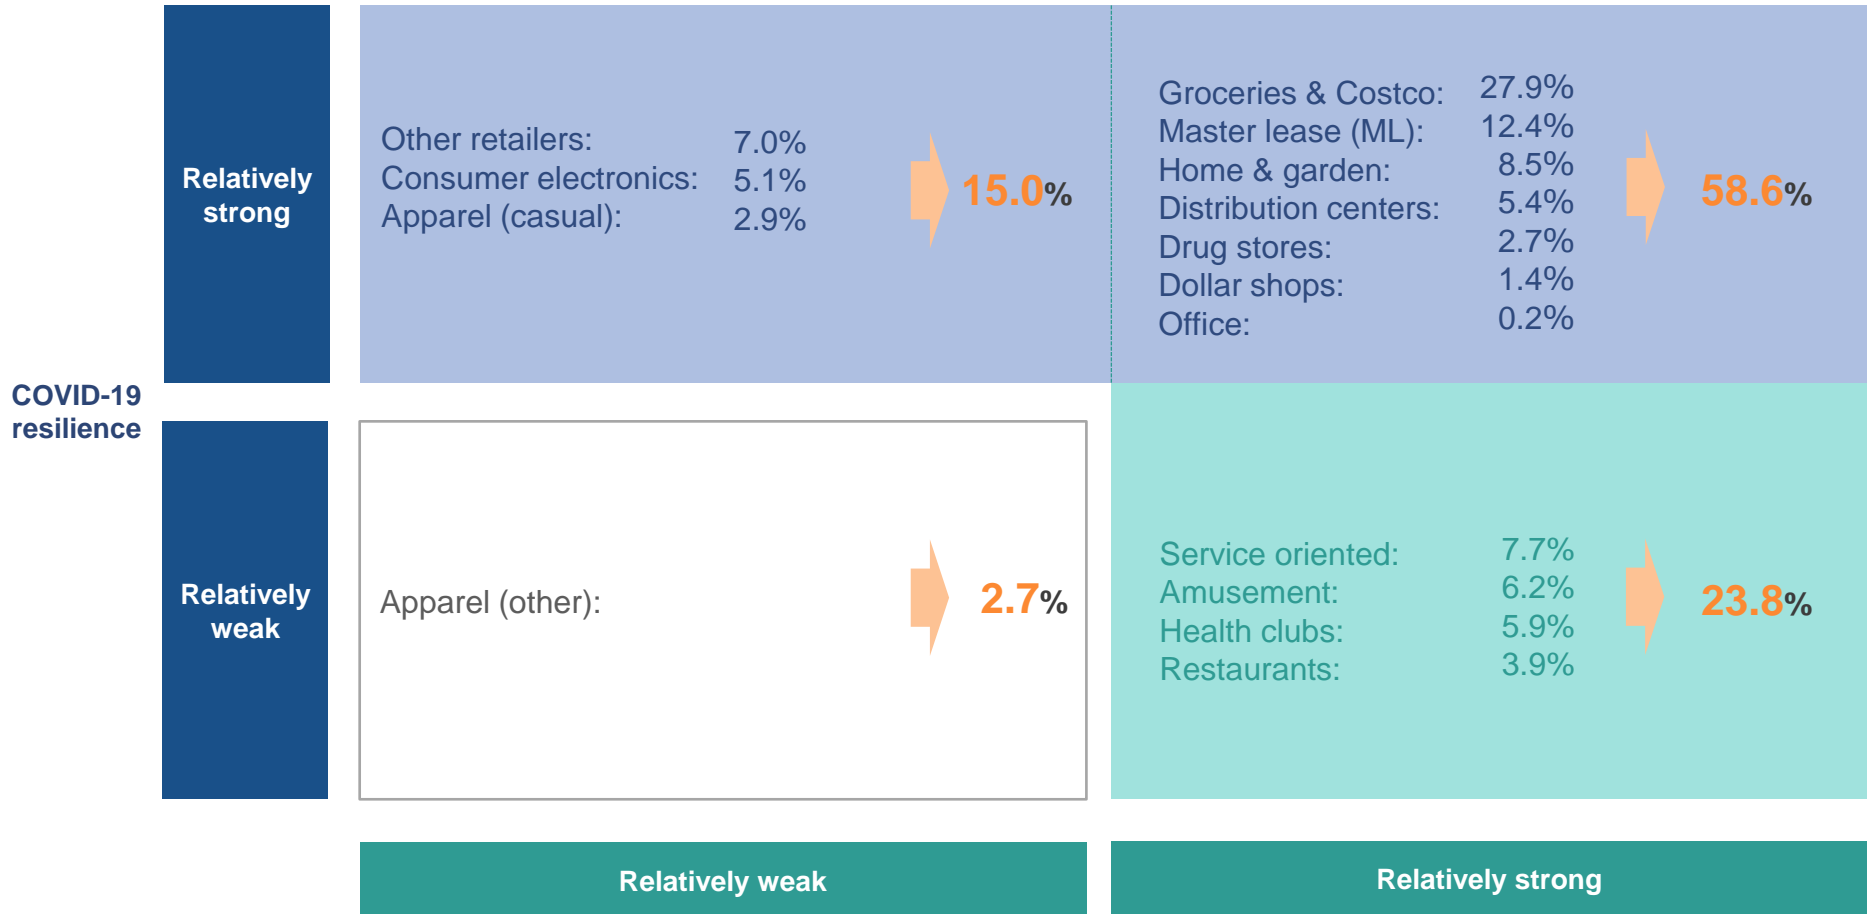 Relatively
strong
Other retailers: 7.0%
Consumer electronics: 5.1%
Apparel (casual): 2.9%
15.0%
Groceries & Costco: 27.9%
Master lease (ML): 12.4%
Home & garden: 8.5%
Distribution centers: 5.4%
Drug stores: 2.7%
Dollar shops: 1.4%
Office: 0.2%
58.6%
COVID-19
resilience
Relatively
weak
Apparel (other):
2.7%
Service oriented: 7.7%
Amusement: 6.2%
Health clubs: 5.9%
Restaurants: 3.9%
23.8%
Relatively weak
Relatively strong